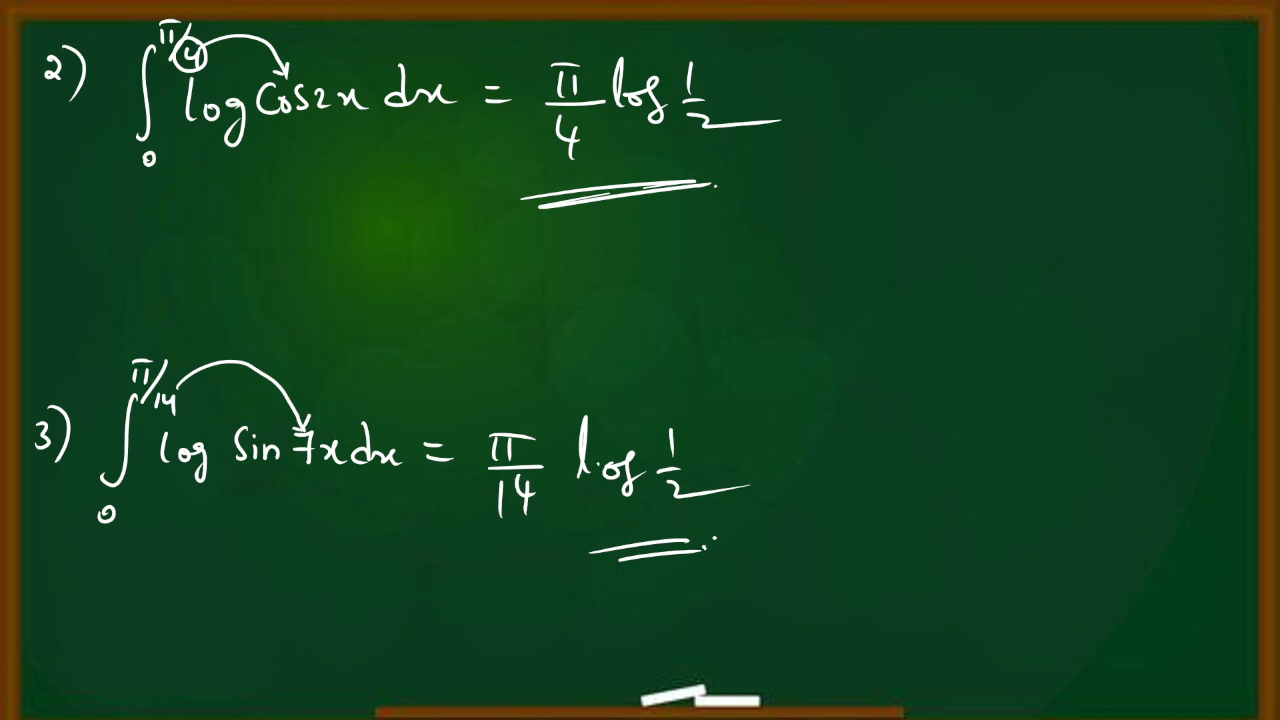 2) ∫₀^π/4 log Cos2x dx = π/4 log 1/2
3) ∫₀^π/14 log Sin 7x dx = π/14 log 1/2